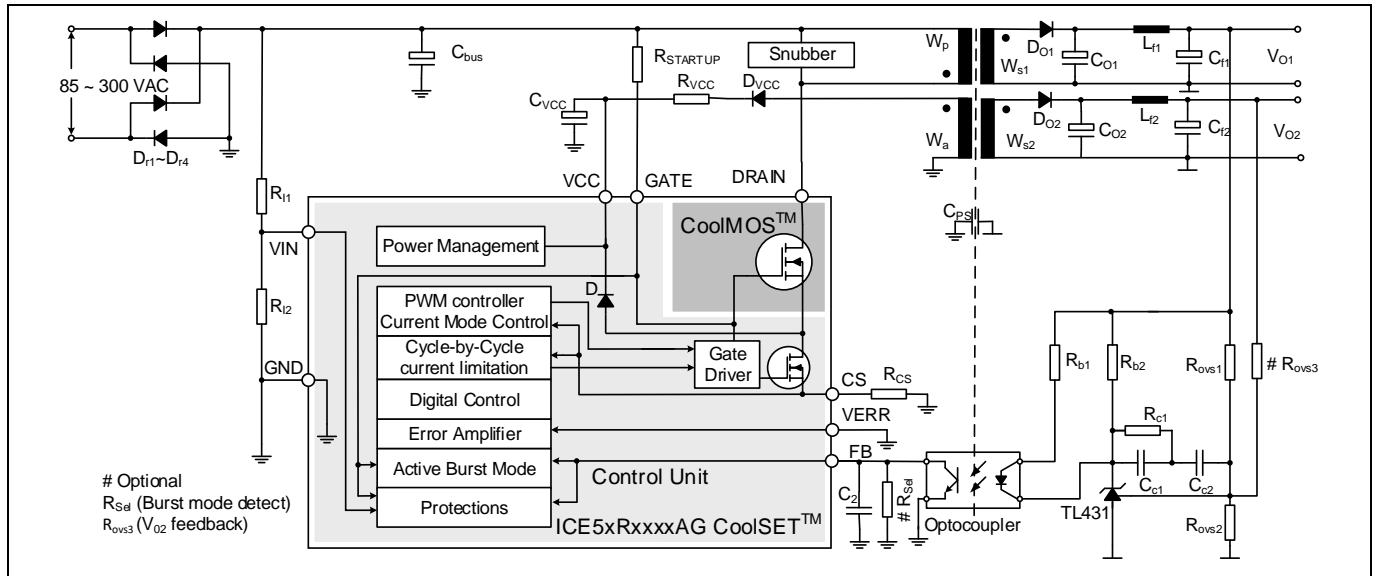 85 ~ 300 VAC
Dr1~Dr4
Cbus
RSTARTUP
Snubber
RVCC
DVCC
CVCC
Wp
Ws1
Wa
Ws2
DO1
CO1
Lf1
Cf1
VO1
DO2
CO2
Lf2
Cf2
VO2
VCC
GATE
DRAIN
CPS
RI1
VIN
RI2
GND
CoolMOS™
Power Management
D
PWM controller
Current Mode Control
Cycle-by-Cycle
current limitation
Digital Control
Error Amplifier
Active Burst Mode
Protections
Gate
Driver
CS
RCS
VERR
FB
Control Unit
ICE5xRxxxxAG CoolSET™
C2
# RSel
Optocoupler
Rb1
Rb2
Rovs1
# Rovs3
Rc1
Cc1
Cc2
TL431
Rovs2
# Optional
RSel (Burst mode detect)
Rovs3 (V02 feedback)